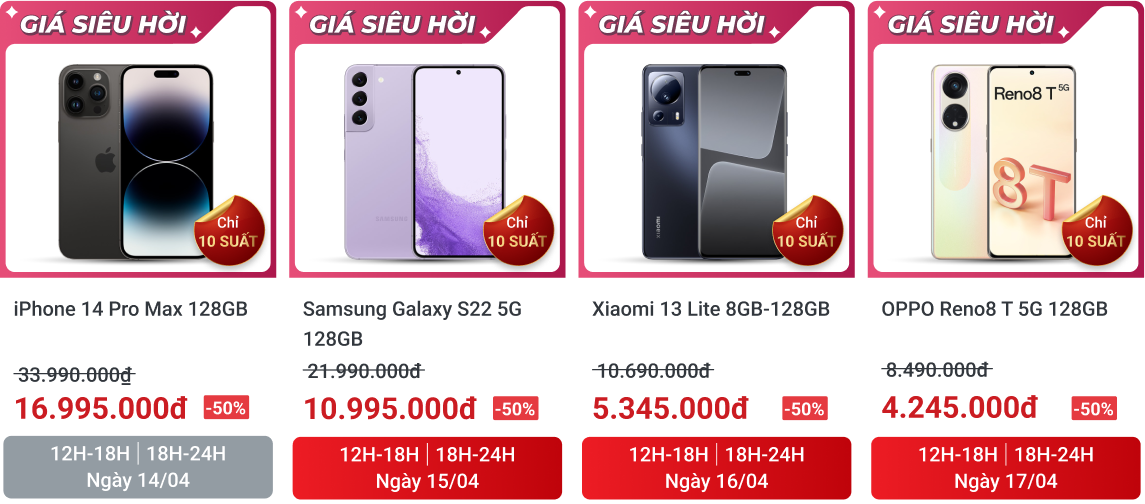 GIÁ SIÊU HỜI
Chỉ
10 SUẤT
iPhone 14 Pro Max 128GB
33.990.000₫
16.995.000đ -50%
12H-18H | 18H-24H
Ngày 14/04
GIÁ SIÊU HỜI
SAMSUNG
Chỉ
10 SUẤT
Samsung Galaxy S22 5G
128GB
21.990.000đ
10.995.000đ -50%
12H-18H | 18H-24H
Ngày 15/04
GIÁ SIÊU HỜI
xiaomi
Chỉ
10 SUẤT
Xiaomi 13 Lite 8GB-128GB
10.690.000đ
5.345.000đ -50%
12H-18H | 18H-24H
Ngày 16/04
GIÁ SIÊU HỜI
Reno8 T 5G
8T
Chỉ
10 SUẤT
OPPO Reno8 T 5G 128GB
8.490.000đ
4.245.000đ -50%
12H-18H | 18H-24H
Ngày 17/04